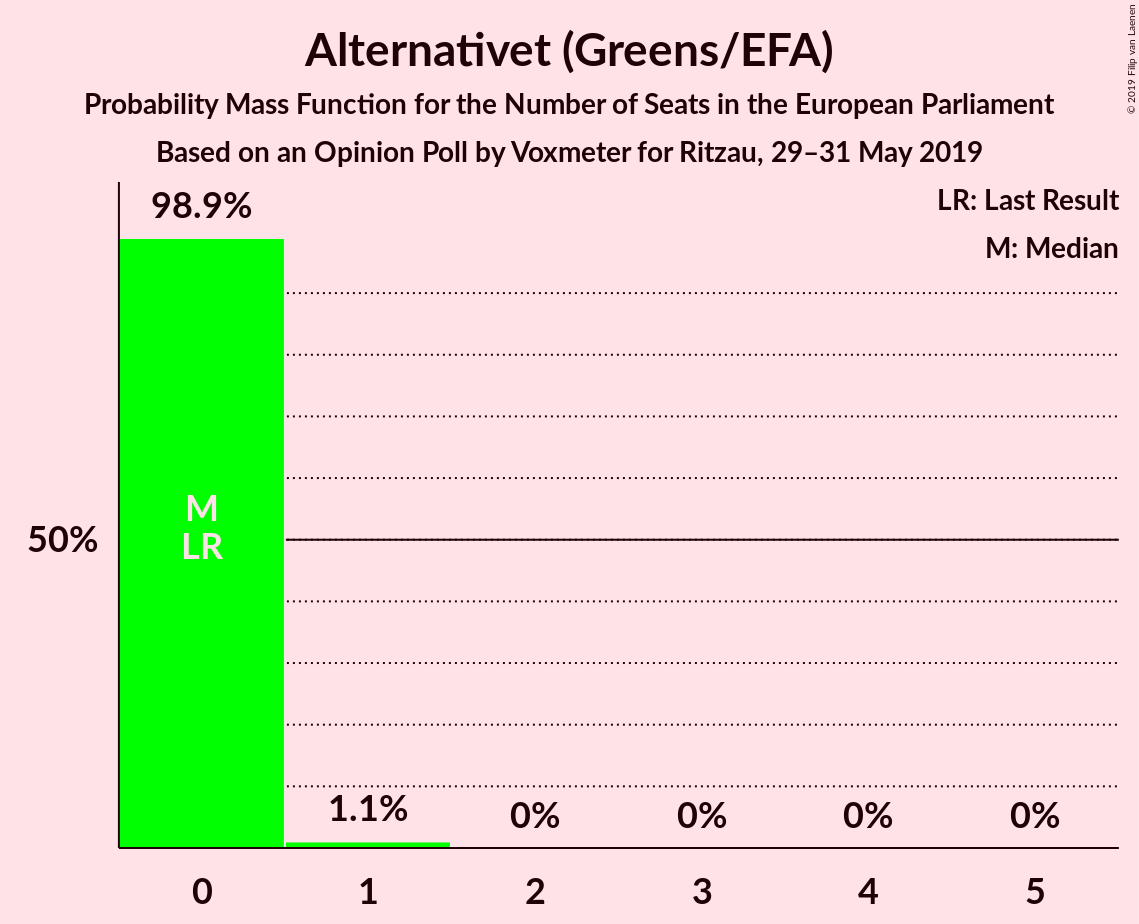 Alternativet (Greens/EFA)
Probability Mass Function for the Number of Seats in the European Parliament
Based on an Opinion Poll by Voxmeter for Ritzau, 29–31 May 2019
© 2019 Filip van Laenen
LR: Last Result
M: Median
98.9%
M
LR
50%
1.1%
0%
0%
0%
0%
0
1
2
3
4
5